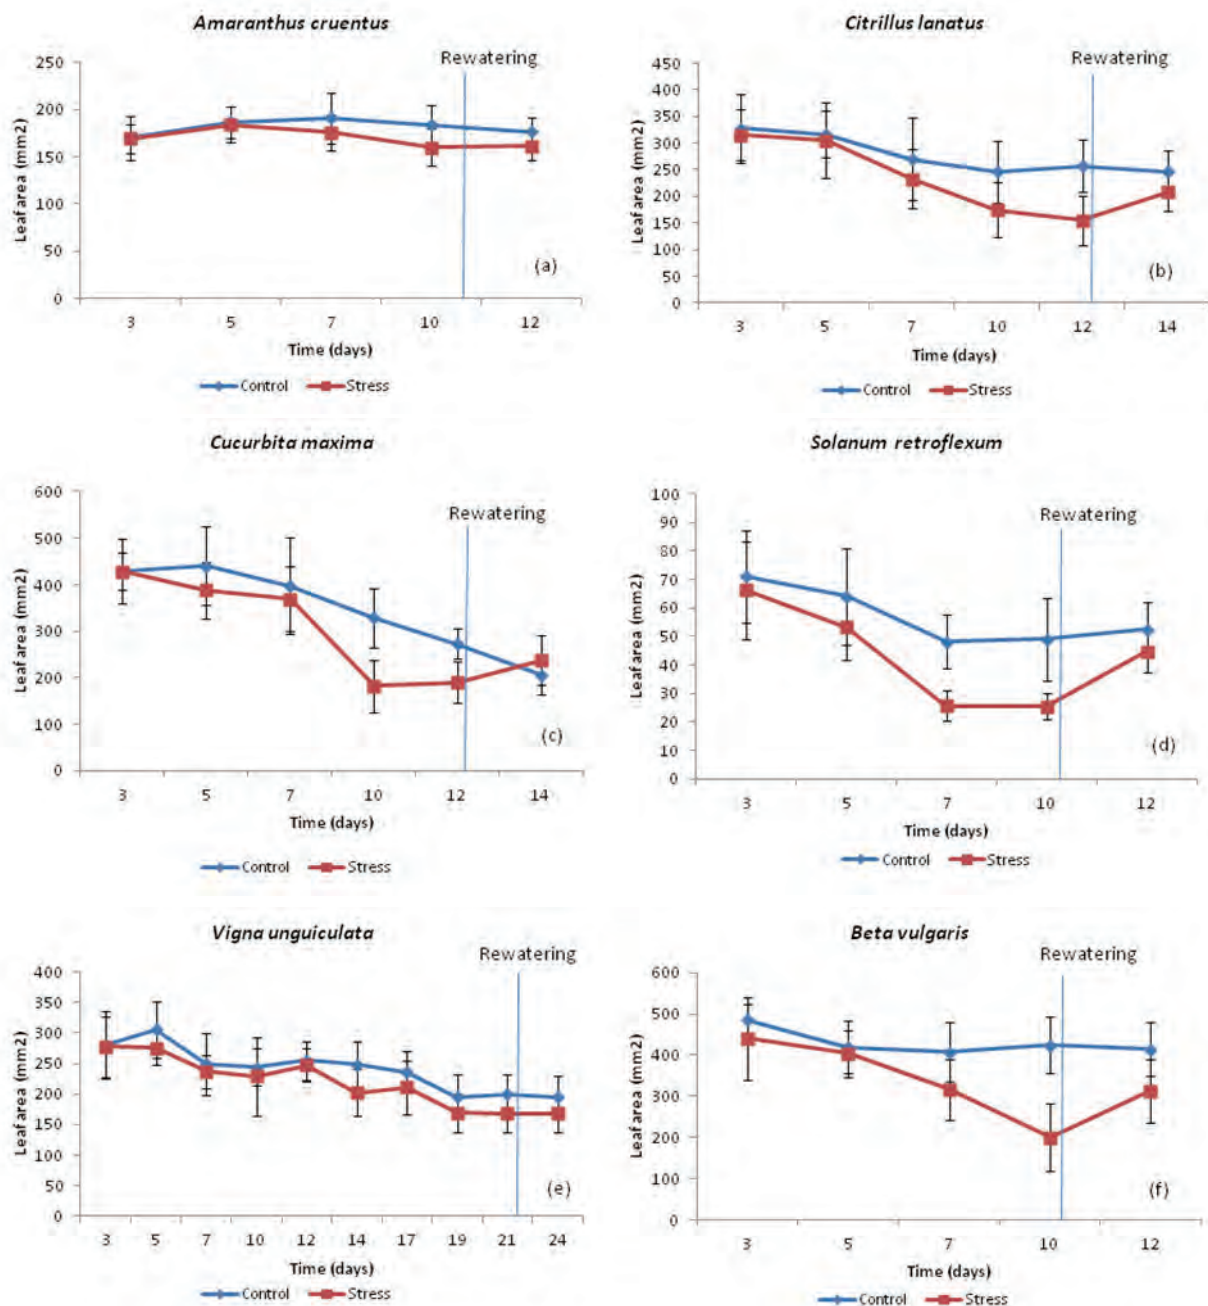 Amaranthus cruentus
Rewatering
250
200
150
100
50
0
Leaf area (mm2)
(a)
3 5 7 10 12
Time (days)
Control Stress
Citrillus lanatus
Rewatering
450
400
350
300
250
200
150
100
50
0
Leaf area (mm2)
(b)
3 5 7 10 12 14
Time (days)
Control Stress
Cucurbita maxima
Rewatering
600
500
400
300
200
100
0
Leaf area (mm2)
(c)
3 5 7 10 12 14
Time (days)
Control Stress
Solanum retroflexum
Rewatering
100
90
80
70
60
50
40
30
20
10
0
Leaf area (mm2)
(d)
3 5 7 10 12
Time (days)
Control Stress
Vigna unguiculata
Rewatering
400
350
300
250
200
150
100
50
0
Leaf area (mm2)
(e)
3 5 7 10 12 14 17 19 21 24
Time (days)
Control Stress
Beta vulgaris
Rewatering
600
500
400
300
200
100
0
Leaf area (mm2)
(f)
3 5 7 10 12
Time (days)
Control Stress